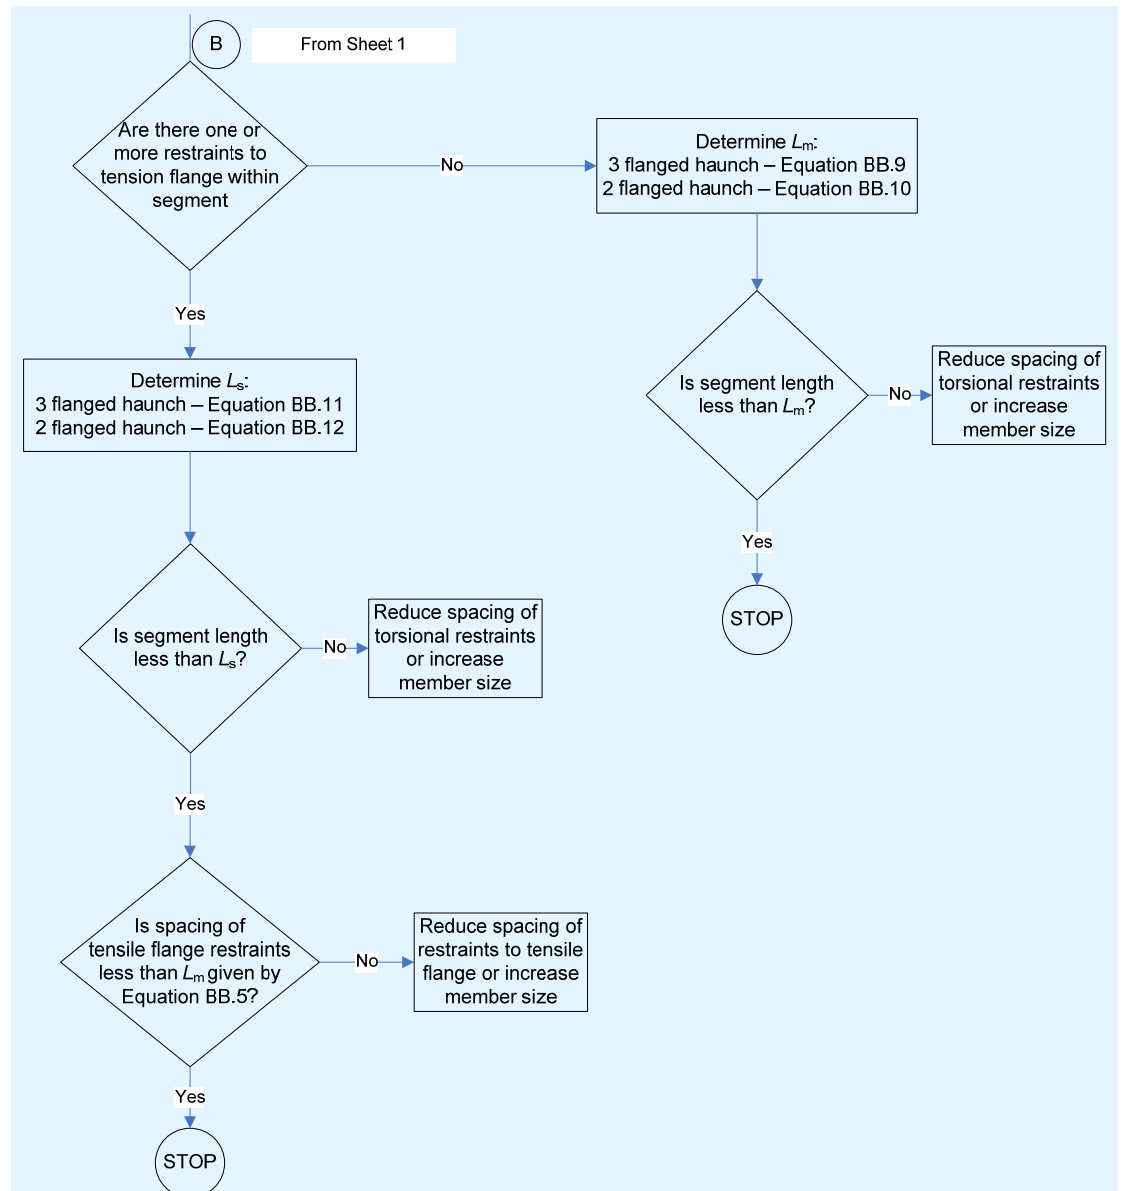 B
From Sheet 1
Are there one or
more restraints to
tension flange within
segment
No
Determine Lm:
3 flanged haunch – Equation BB.9
2 flanged haunch – Equation BB.10
Yes
Determine Ls:
3 flanged haunch – Equation BB.11
2 flanged haunch – Equation BB.12
Is segment length
less than Lm?
No
Reduce spacing of
torsional restraints
or increase
member size
Yes
STOP
Is segment length
less than Ls?
No
Reduce spacing of
torsional restraints
or increase
member size
Yes
Is spacing of
tensile flange restraints
less than Lm given by
Equation BB.5?
No
Reduce spacing of
restraints to tensile
flange or increase
member size
Yes
STOP